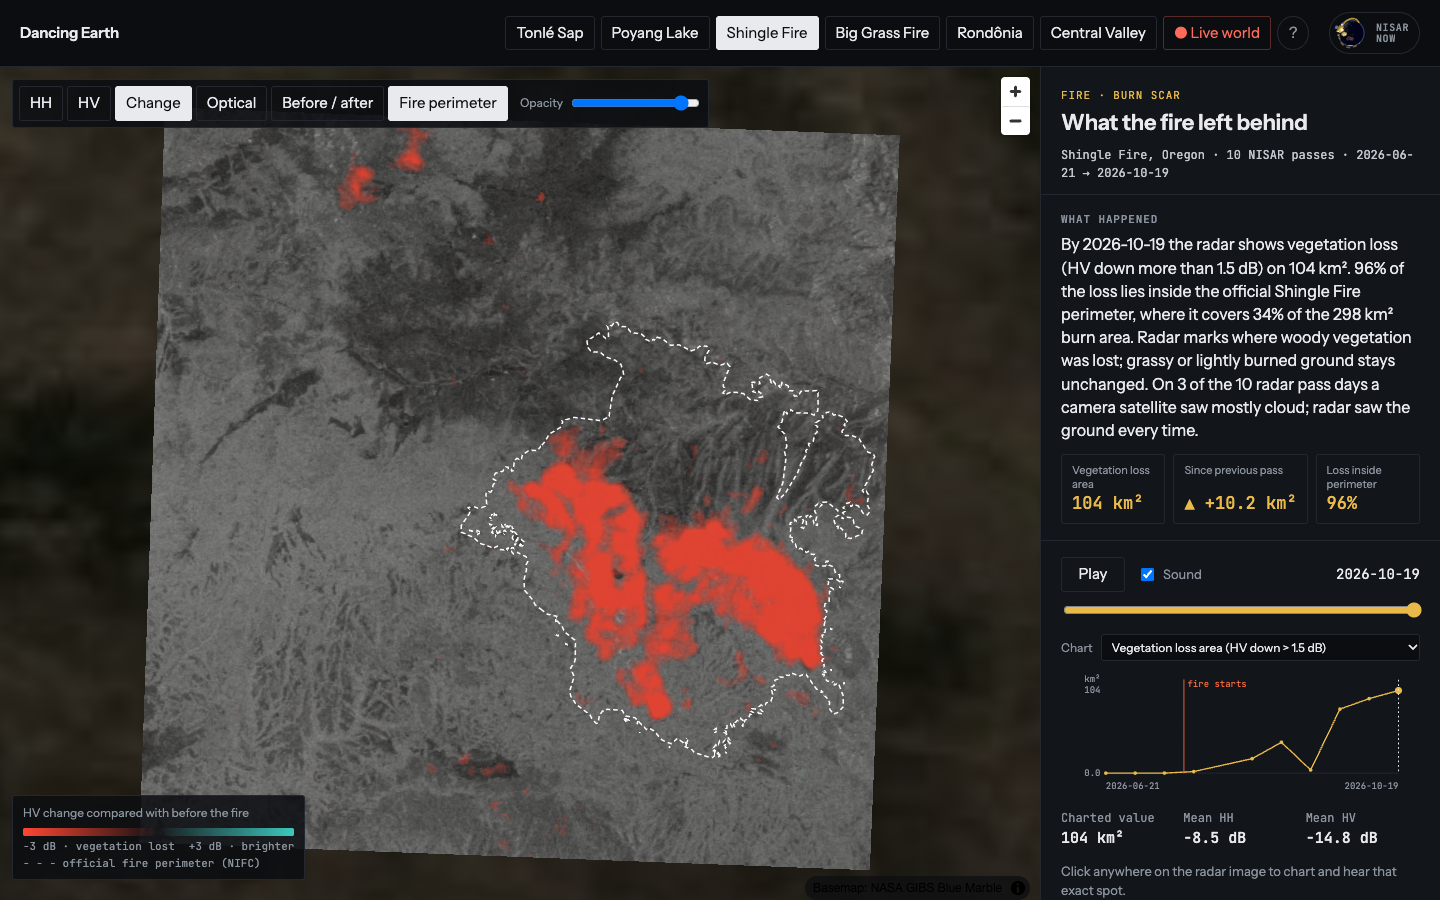 Dancing Earth
Tonlé Sap
Poyang Lake
Shingle Fire
Big Grass Fire
Rondônia
Central Valley
Live world
?
NISAR
NOW
HH
HV
Change
Optical
Before / after
Fire perimeter
Opacity
+
−
FIRE · BURN SCAR
What the fire left behind
Shingle Fire, Oregon · 10 NISAR passes · 2026-06-
21 → 2026-10-19
WHAT HAPPENED
By 2026-10-19 the radar shows vegetation loss
(HV down more than 1.5 dB) on 104 km². 96% of
the loss lies inside the official Shingle Fire
perimeter, where it covers 34% of the 298 km²
burn area. Radar marks where woody vegetation
was lost; grassy or lightly burned ground stays
unchanged. On 3 of the 10 radar pass days a
camera satellite saw mostly cloud; radar saw the
ground every time.
Vegetation loss
area
104 km²
Since previous pass
▲ +10.2 km²
Loss inside
perimeter
96%
Play
Sound
2026-10-19
Chart
Vegetation loss area (HV down > 1.5 dB)
km²
104
fire starts
0.0
2026-06-21
2026-10-19
Charted value
104 km²
Mean HH
-8.5 dB
Mean HV
-14.8 dB
Click anywhere on the radar image to chart and hear that
exact spot.
HV change compared with before the fire
-3 dB · vegetation lost +3 dB · brighter
- - - official fire perimeter (NIFC)
Basemap: NASA GIBS Blue Marble